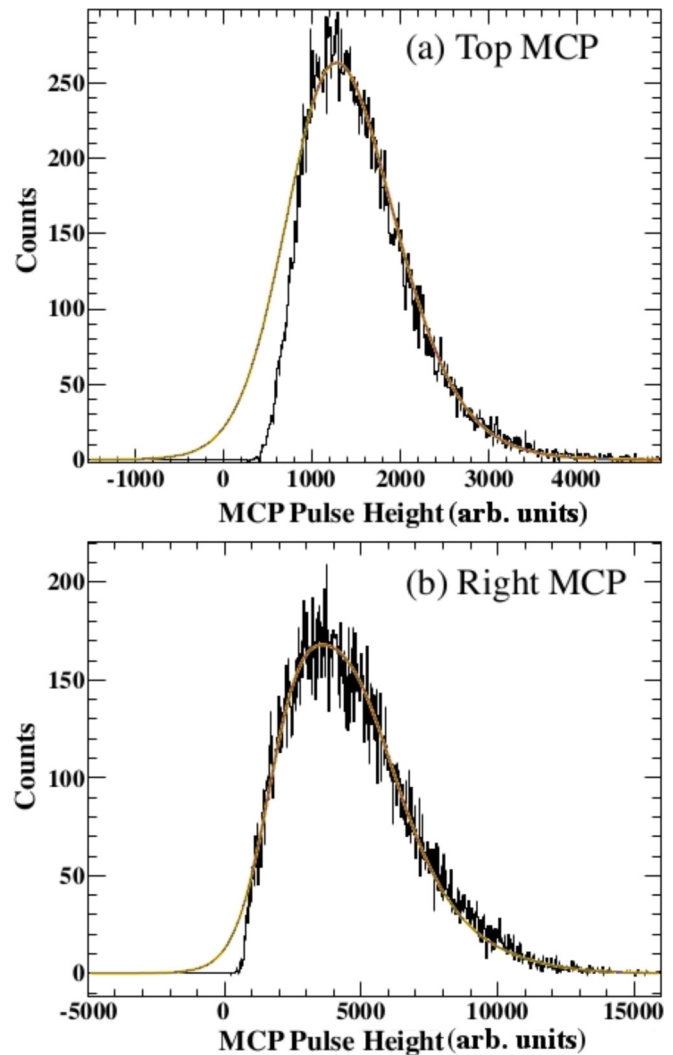 (a) Top MCP
250
200
150
100
50
0
Counts
-1000 0 1000 2000 3000 4000
MCP Pulse Height (arb. units)
(b) Right MCP
200
150
100
50
0
Counts
-5000 0 5000 10000 15000
MCP Pulse Height (arb. units)